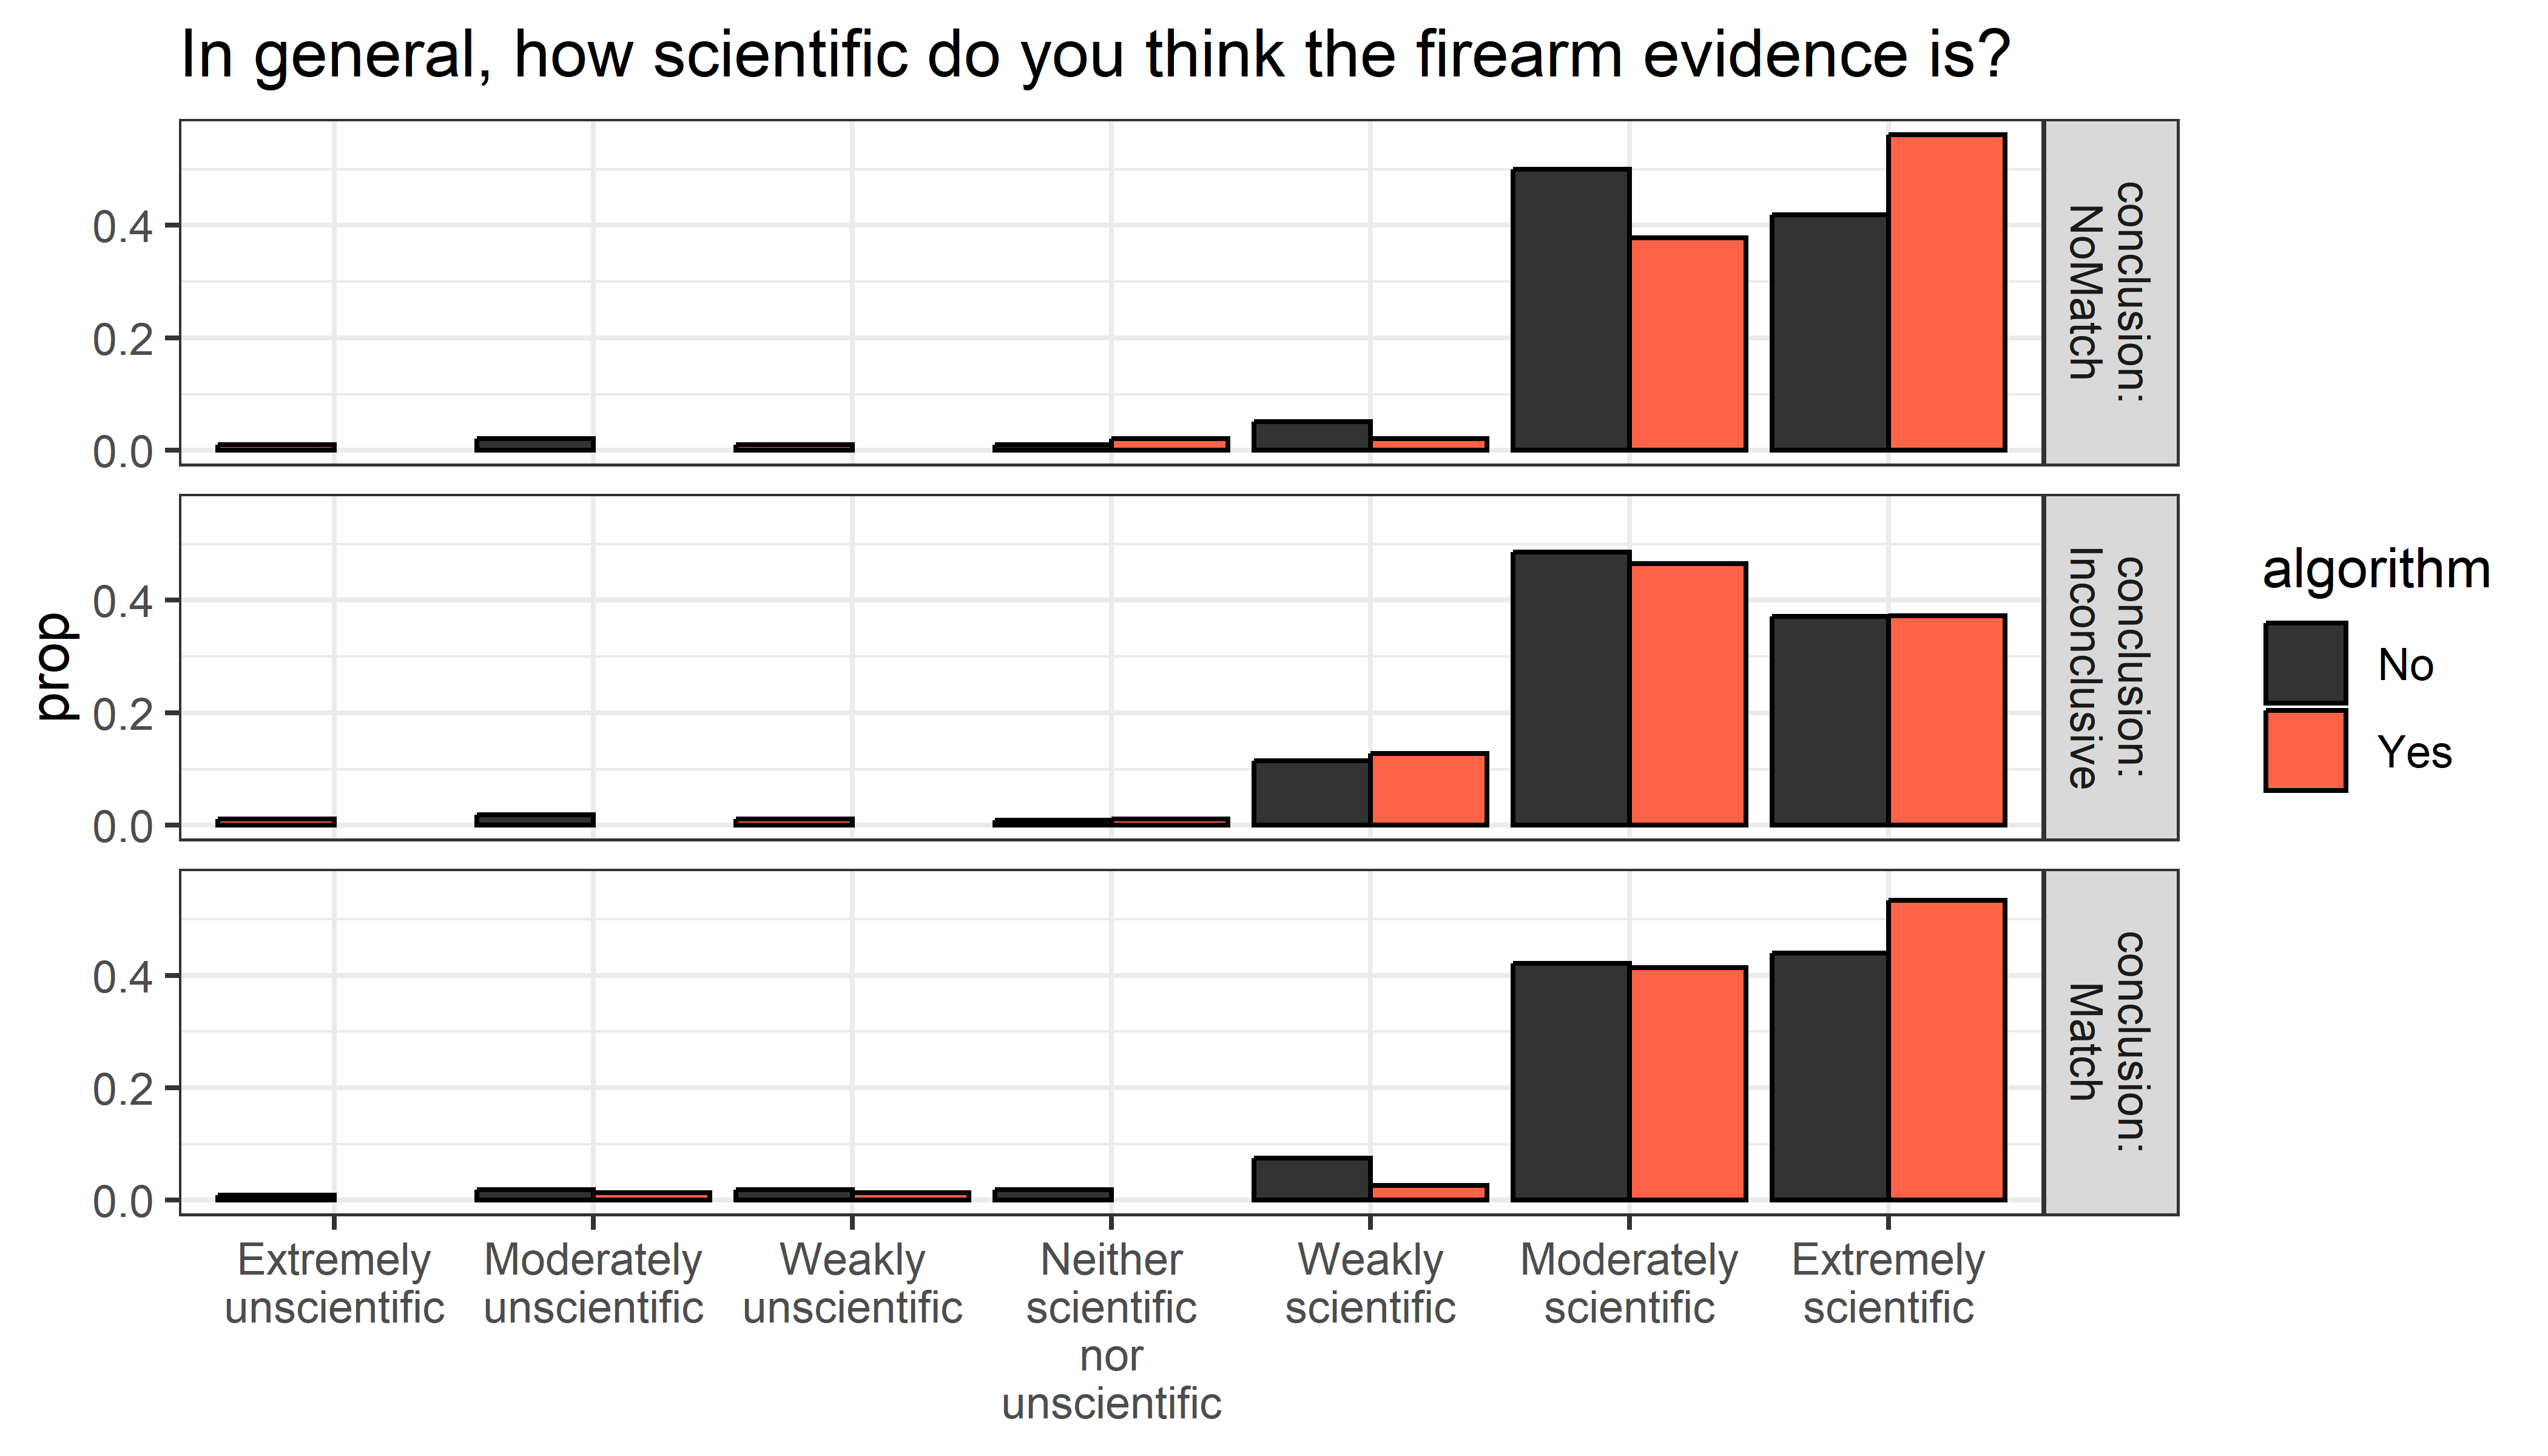 In general, how scientific do you think the firearm evidence is?
prop
0.4
0.2
0.0
conclusion:
NoMatch
0.4
0.2
0.0
conclusion:
Inconclusive
0.4
0.2
0.0
conclusion:
Match
Extremely
unscientific
Moderately
unscientific
Weakly
unscientific
Neither
scientific
nor
unscientific
Weakly
scientific
Moderately
scientific
Extremely
scientific
algorithm
No
Yes